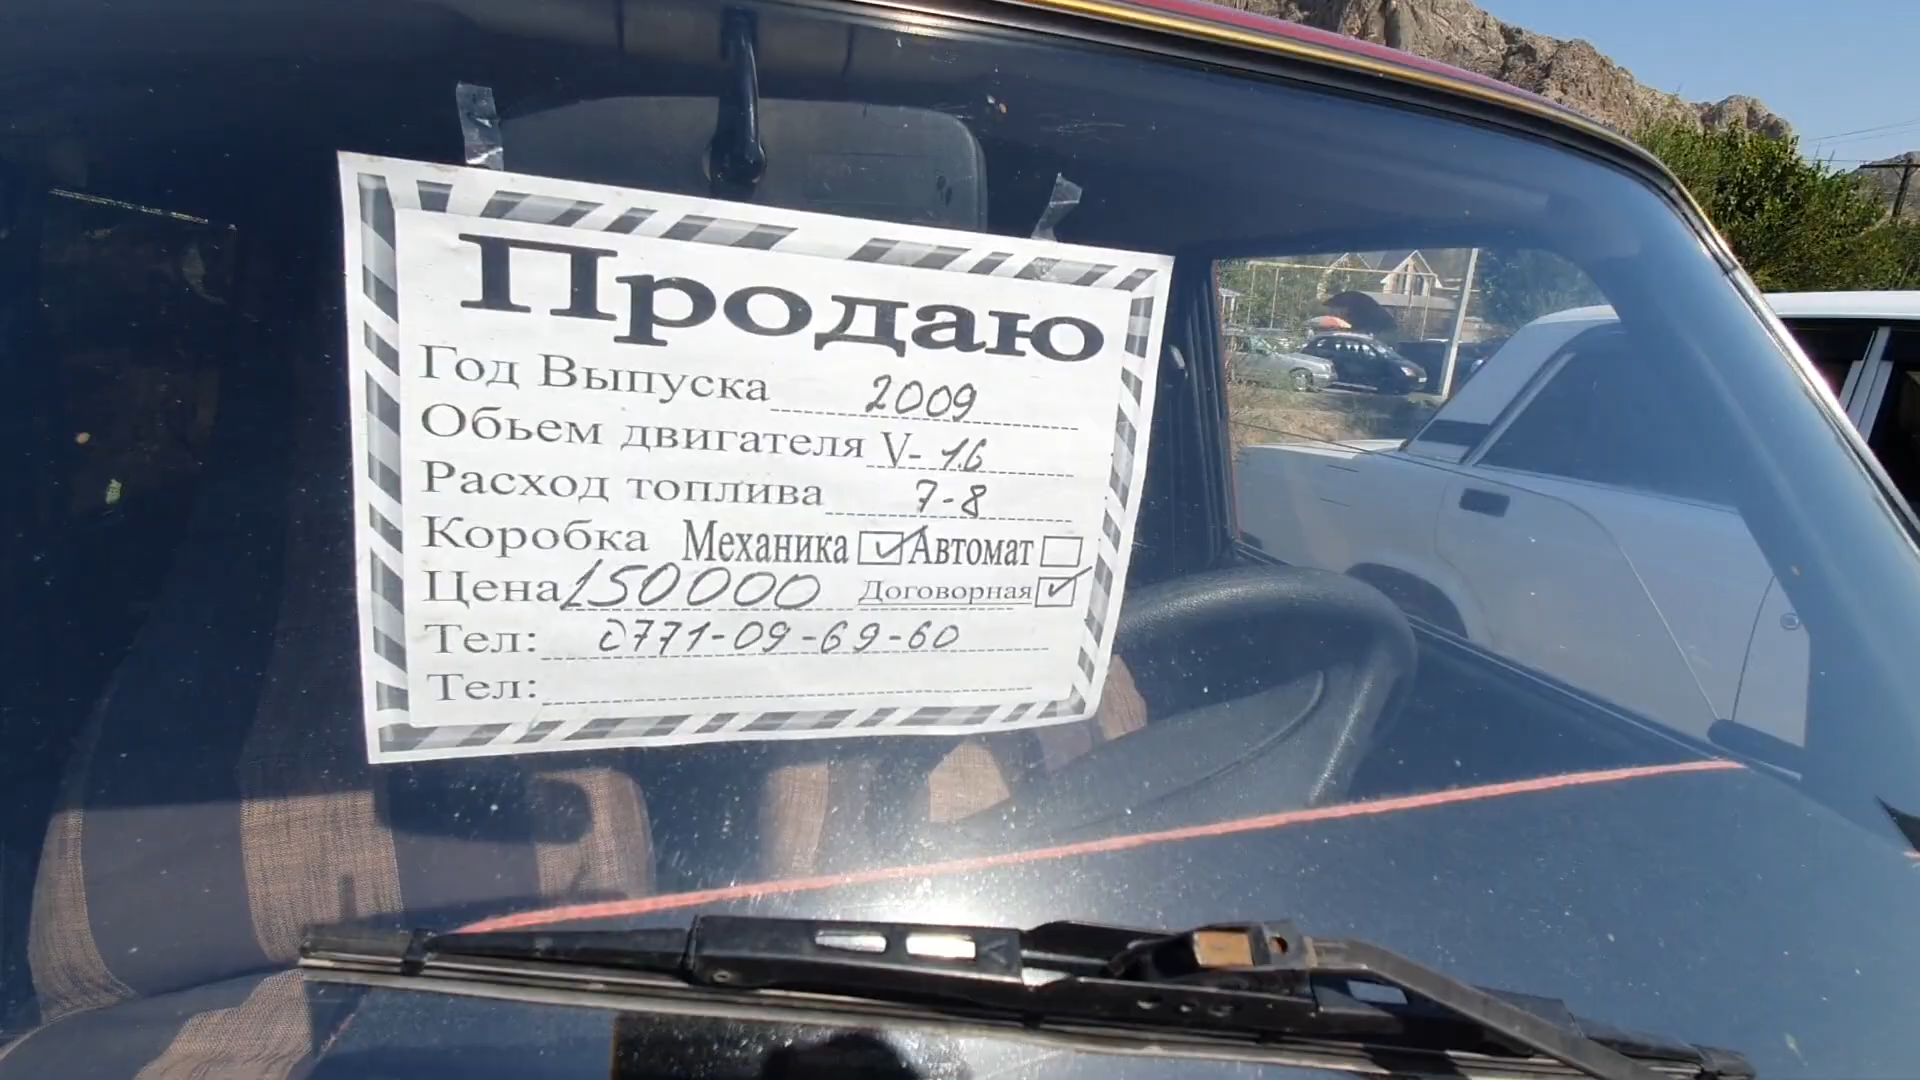 Продаю
Год Выпуска 2009
Обьем двигателя V- 1.6
Расход топлива 7-8
Коробка Механика Автомат
Цена 150000 Договорная
Тел: 0771-09-69-60
Тел: